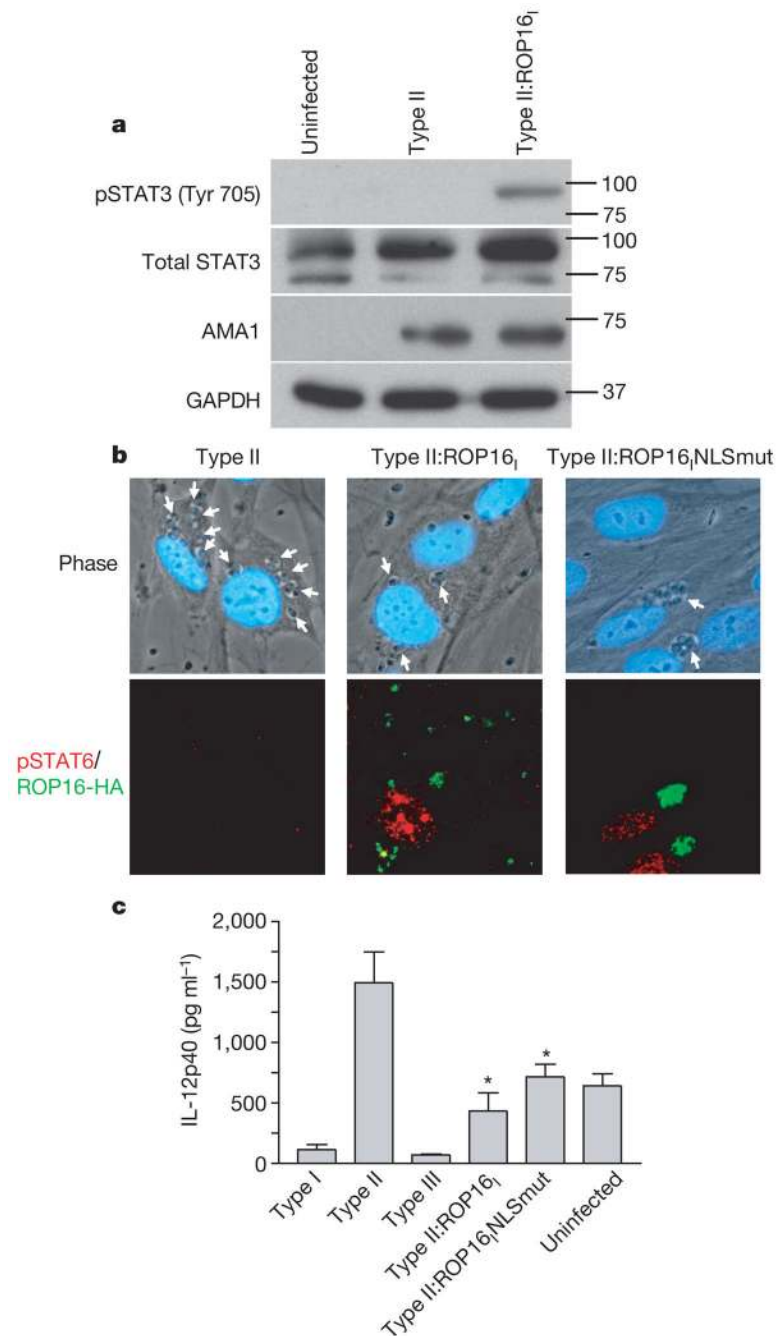 a
Uninfected
Type II
Type II:ROP16I
pSTAT3 (Tyr 705)
100
75
Total STAT3
100
75
AMA1
75
GAPDH
37
b
Type II
Type II:ROP16I
Type II:ROP16INLSmut
Phase
pSTAT6/
ROP16-HA
c
IL-12p40 (pg ml−1)
2,000
1,500
1,000
500
0
*
*
Type I
Type II
Type III
Type II:ROP16I
Type II:ROP16INLSmut
Uninfected